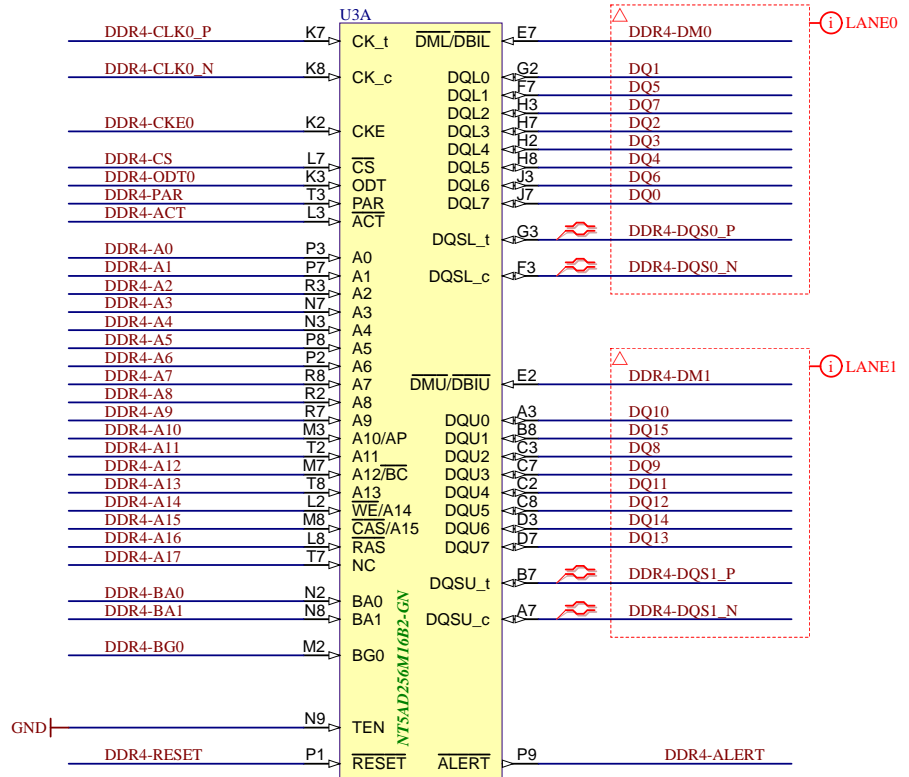 U3A
DDR4-CLK0_P K7 CK_t DML/DBIL E7 DDR4-DM0 i LANE0
DDR4-CLK0_N K8 CK_c DQL0 G2 DQ1
DQL1 F7 DQ5
DQL2 H3 DQ7
DDR4-CKE0 K2 CKE DQL3 H7 DQ2
DQL4 H2 DQ3
DDR4-CS L7 CS DQL5 H8 DQ4
DDR4-ODT0 K3 ODT DQL6 J3 DQ6
DDR4-PAR T3 PAR DQL7 J7 DQ0
DDR4-ACT L3 ACT
DQSL_t G3 DDR4-DQS0_P
DDR4-A0 P3 A0
DDR4-A1 P7 A1 DQSL_c F3 DDR4-DQS0_N
DDR4-A2 R3 A2
DDR4-A3 N7 A3
DDR4-A4 N3 A4
DDR4-A5 P8 A5
DDR4-A6 P2 A6 i LANE1
DDR4-A7 R8 A7 DMU/DBIU E2 DDR4-DM1
DDR4-A8 R2 A8
DDR4-A9 R7 A9 DQU0 A3 DQ10
DDR4-A10 M3 A10/AP DQU1 B8 DQ15
DDR4-A11 T2 A11 DQU2 C3 DQ8
DDR4-A12 M7 A12/BC DQU3 C7 DQ9
DDR4-A13 T8 A13 DQU4 C2 DQ11
DDR4-A14 L2 WE/A14 DQU5 C8 DQ12
DDR4-A15 M8 CAS/A15 DQU6 D3 DQ14
DDR4-A16 L8 RAS DQU7 D7 DQ13
DDR4-A17 T7 NC
DQSU_t B7 DDR4-DQS1_P
DDR4-BA0 N2 BA0
DDR4-BA1 N8 BA1 DQSU_c A7 DDR4-DQS1_N
DDR4-BG0 M2 BG0
NT5AD256M16B2-GN
GND N9 TEN
DDR4-RESET P1 RESET ALERT P9 DDR4-ALERT